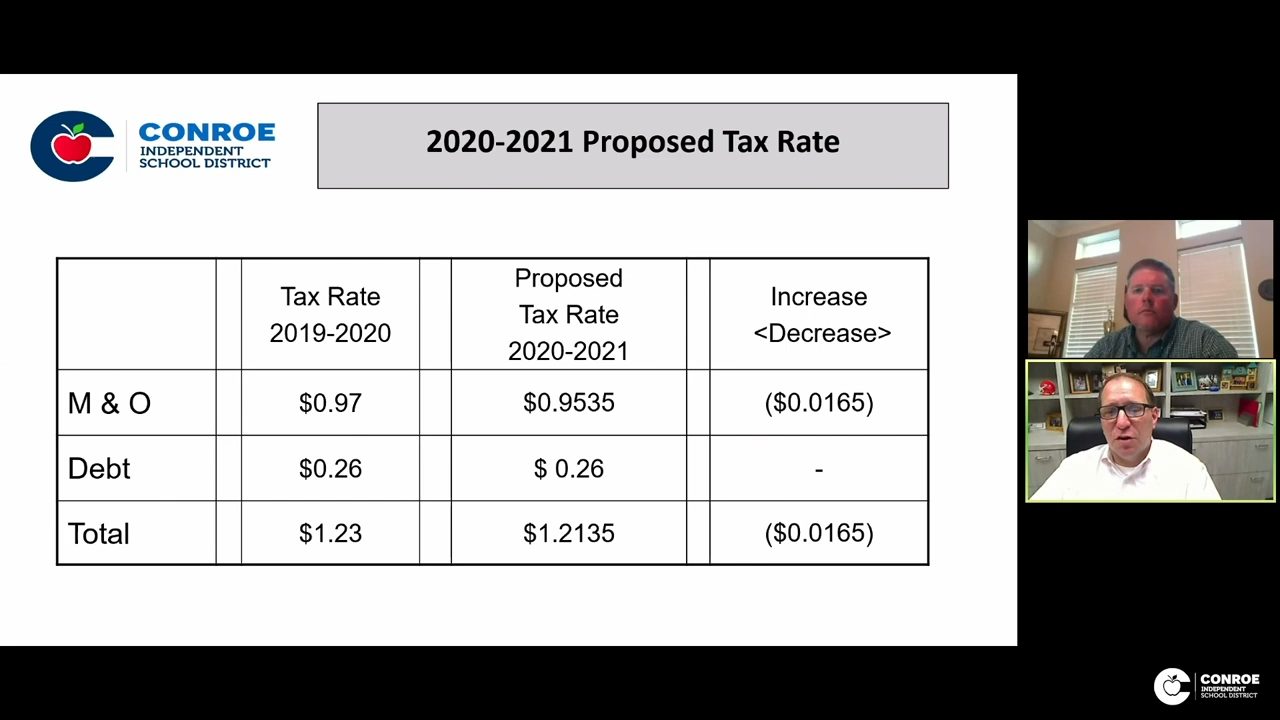 CONROE
INDEPENDENT
SCHOOL DISTRICT
2020-2021 Proposed Tax Rate
Tax Rate
2019-2020
Proposed
Tax Rate
2020-2021
Increase
<Decrease>
M & O
$0.97
$0.9535
($0.0165)
Debt
$0.26
$ 0.26
-
Total
$1.23
$1.2135
($0.0165)
CONROE
INDEPENDENT
SCHOOL DISTRICT